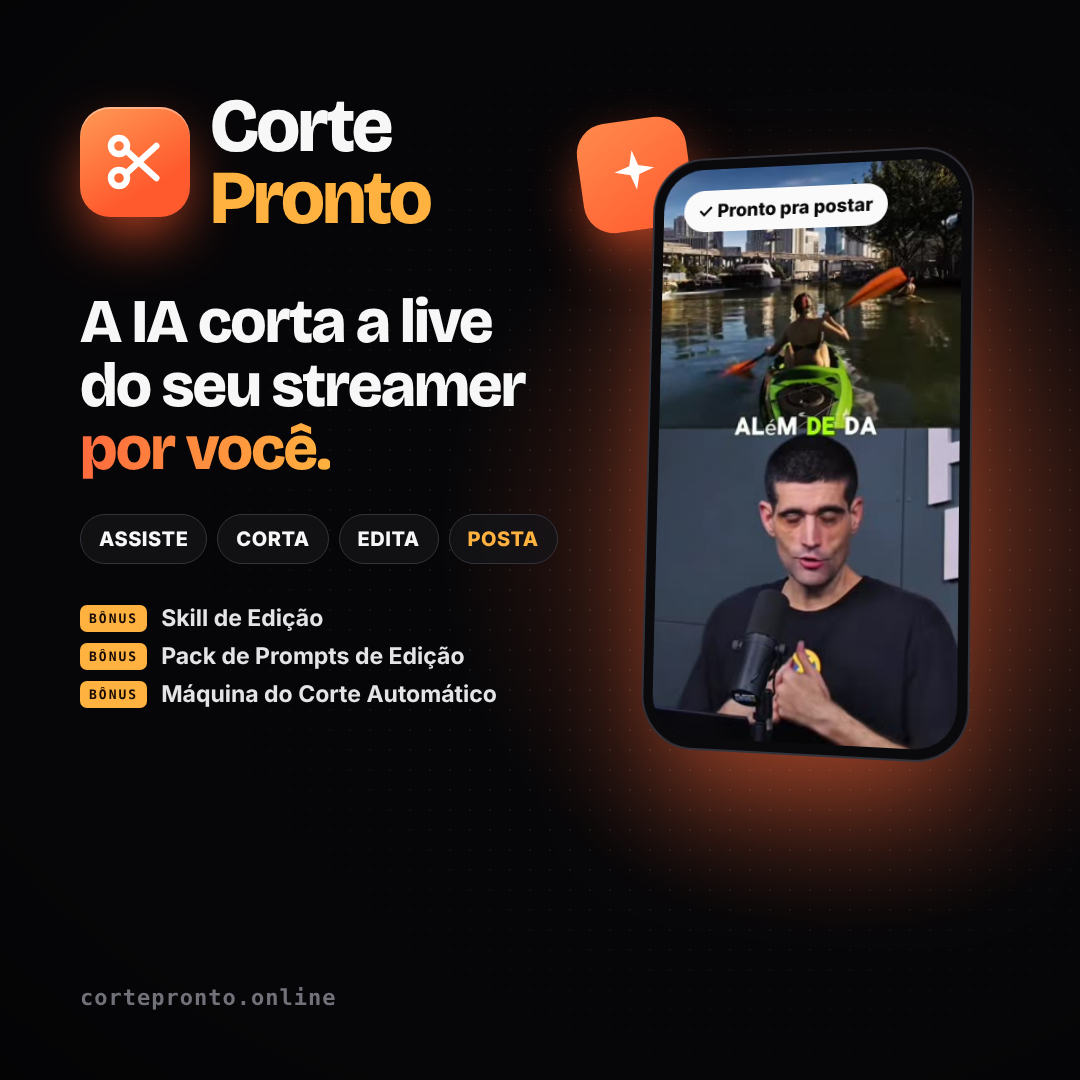 Corte
Pronto
A IA corta a live
do seu streamer
por você.
ASSISTE CORTA EDITA POSTA
BÔNUS Skill de Edição
BÔNUS Pack de Prompts de Edição
BÔNUS Máquina do Corte Automático
✓ Pronto pra postar
ALéM DE DA
cortepronto.online